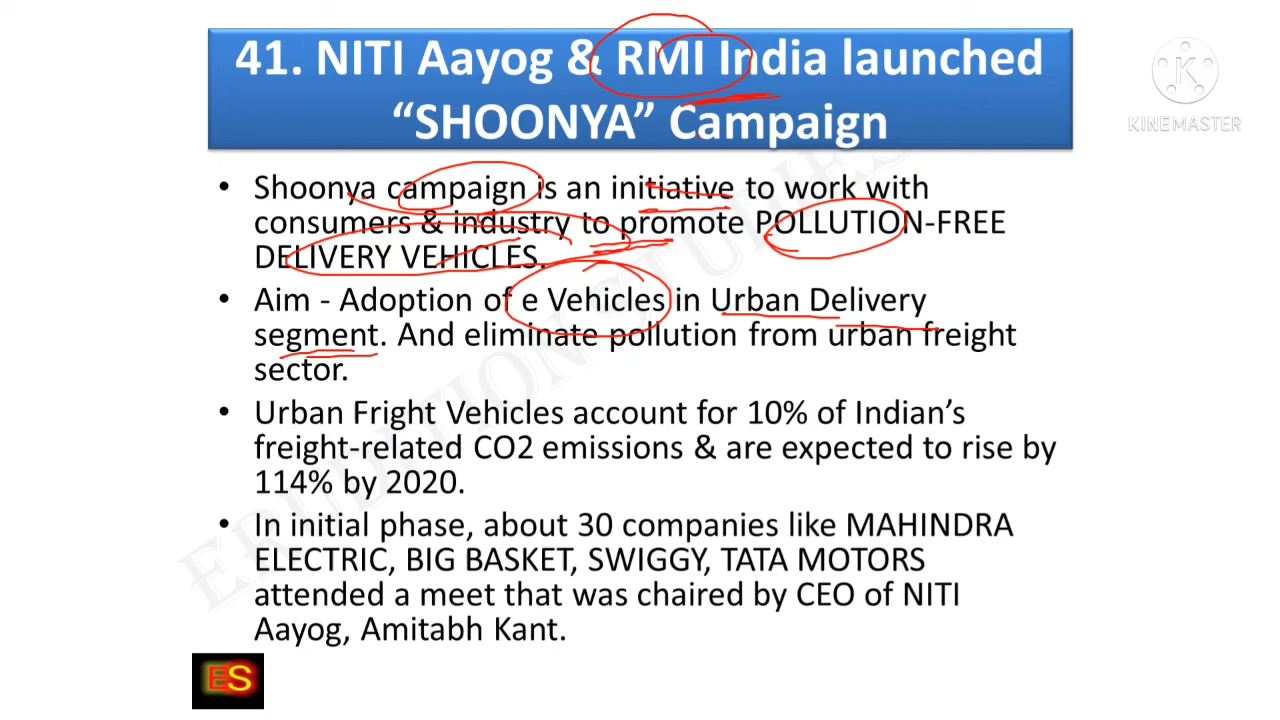 41. NITI Aayog & RMI India launched
“SHOONYA” Campaign
KINEMASTER
• Shoonya campaign is an initiative to work with
consumers & industry to promote POLLUTION-FREE
DELIVERY VEHICLES.
• Aim - Adoption of e Vehicles in Urban Delivery
segment. And eliminate pollution from urban freight
sector.
• Urban Fright Vehicles account for 10% of Indian’s
freight-related CO2 emissions & are expected to rise by
114% by 2020.
• In initial phase, about 30 companies like MAHINDRA
ELECTRIC, BIG BASKET, SWIGGY, TATA MOTORS
attended a meet that was chaired by CEO of NITI
Aayog, Amitabh Kant.
ERUDITION STUDIES
ES